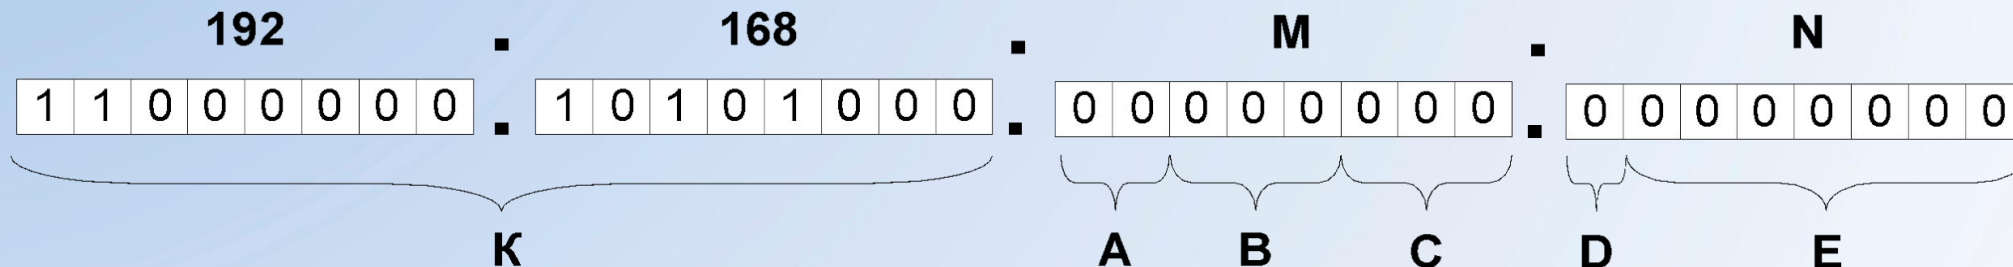 192 . 168 . M . N
1 1 0 0 0 0 0 0 . 1 0 1 0 1 0 0 0 . 0 0 0 0 0 0 0 0 . 0 0 0 0 0 0 0 0
К A B C D E